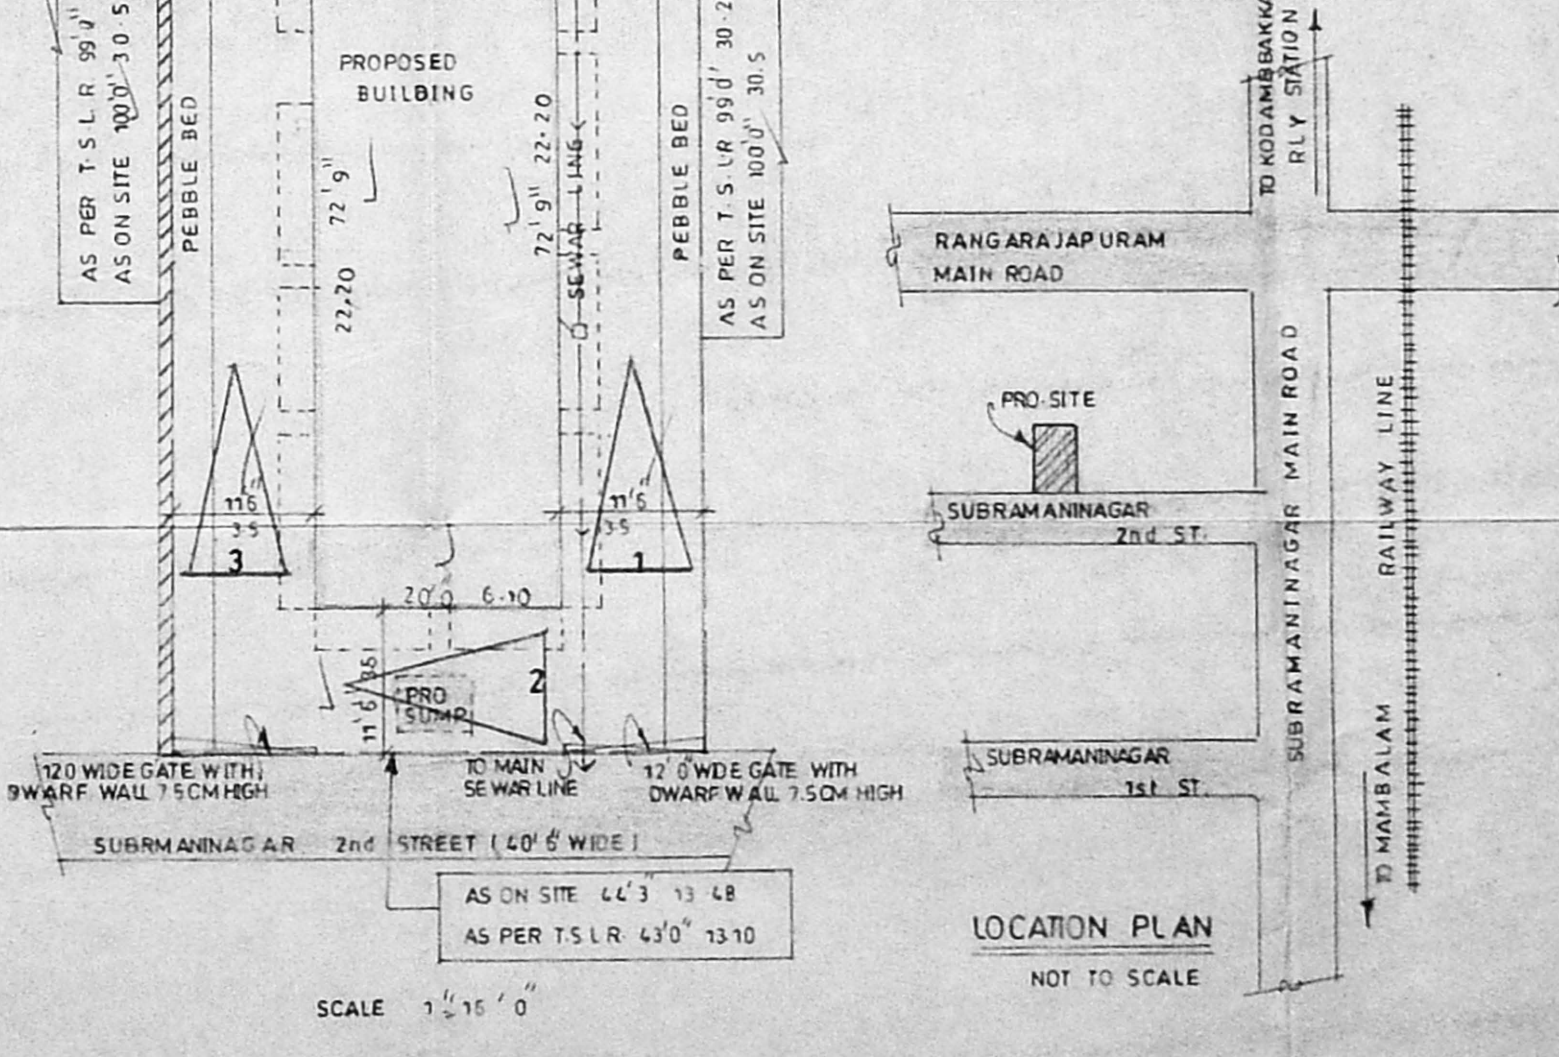 AS PER T.S.L.R 99'0" 30.
AS ON SITE 100'0" 30.5
PEBBLE BED
PROPOSED
BUILDING
72'9"
22.20
72'9" 22.20
SEWAR LINE
PEBBLE BED
AS PER T.S.L.R 99'0" 30.2
AS ON SITE 100'0" 30.5
11'6"
3.5
3
11'6"
3.5
1
20'0 6.10
11'6" 3.5
2
PRO
SUMP
120 WIDE GATE WITH
DWARF WALL 7.5CM HIGH
TO MAIN
SEWAR LINE
12'0" WDE GATE WITH
DWARF WALL 7.5CM HIGH
SUBRMANINAGAR 2nd STREET (40'6" WIDE)
AS ON SITE 44'3" 13.48
AS PER T.S.L.R. 43'0" 13.10
SCALE 1"=16'0"
TO KODAMBAKKA
RLY STATION
RANGARAJAPURAM
MAIN ROAD
PRO-SITE
SUBRAMANINAGAR
2nd ST.
SUBRAMANINAGAR MAIN ROAD
RAILWAY LINE
SUBRAMANINAGAR
1st ST.
TO MAMBALAM
LOCATION PLAN
NOT TO SCALE